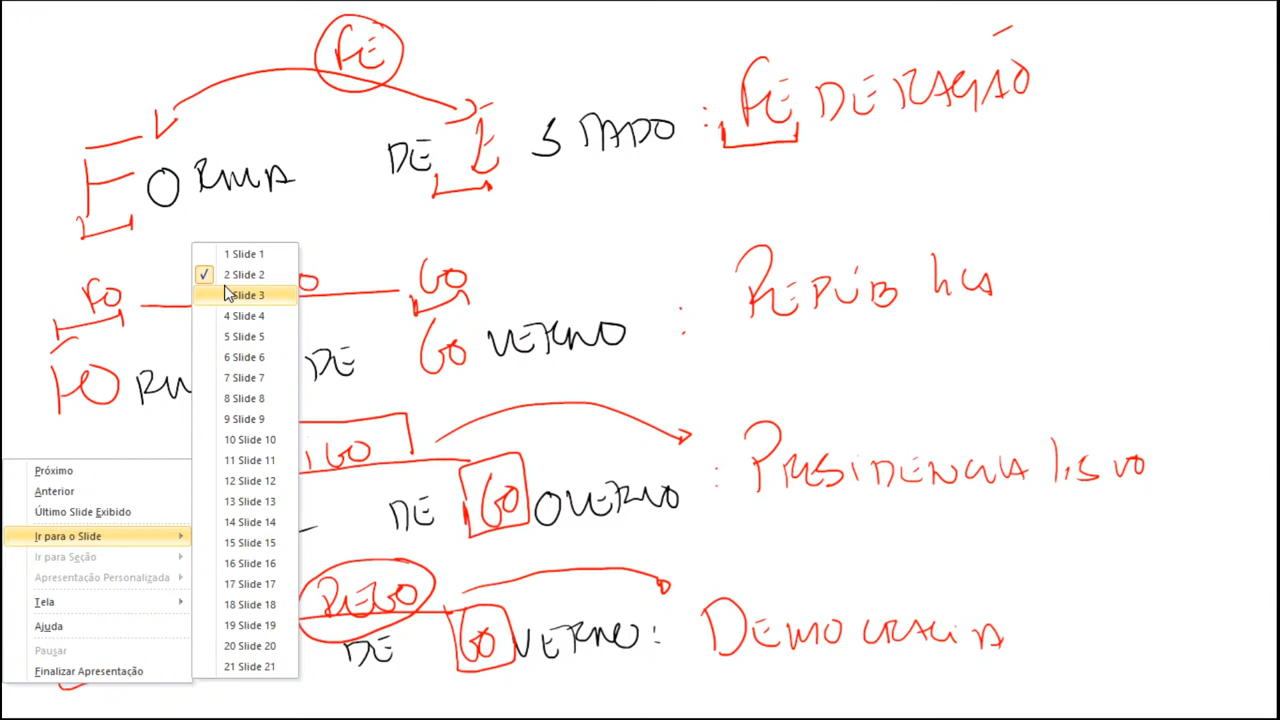 FE
FORMA DE ESTADO : FEDERAÇÃO
FO GO
FORM DE GOVERNO : REPÚBLICA
IGO
DE GOOVERNO : PRESIDENCIALISMO
REGO
DE GOVERNO: DEMOCRACIA
1 Slide 1
2 Slide 2
Slide 3
4 Slide 4
5 Slide 5
6 Slide 6
7 Slide 7
8 Slide 8
9 Slide 9
10 Slide 10
11 Slide 11
12 Slide 12
13 Slide 13
14 Slide 14
15 Slide 15
16 Slide 16
17 Slide 17
18 Slide 18
19 Slide 19
20 Slide 20
21 Slide 21
Próximo
Anterior
Último Slide Exibido
Ir para o Slide
Ir para Seção
Apresentação Personalizada
Tela
Ajuda
Pausar
Finalizar Apresentação